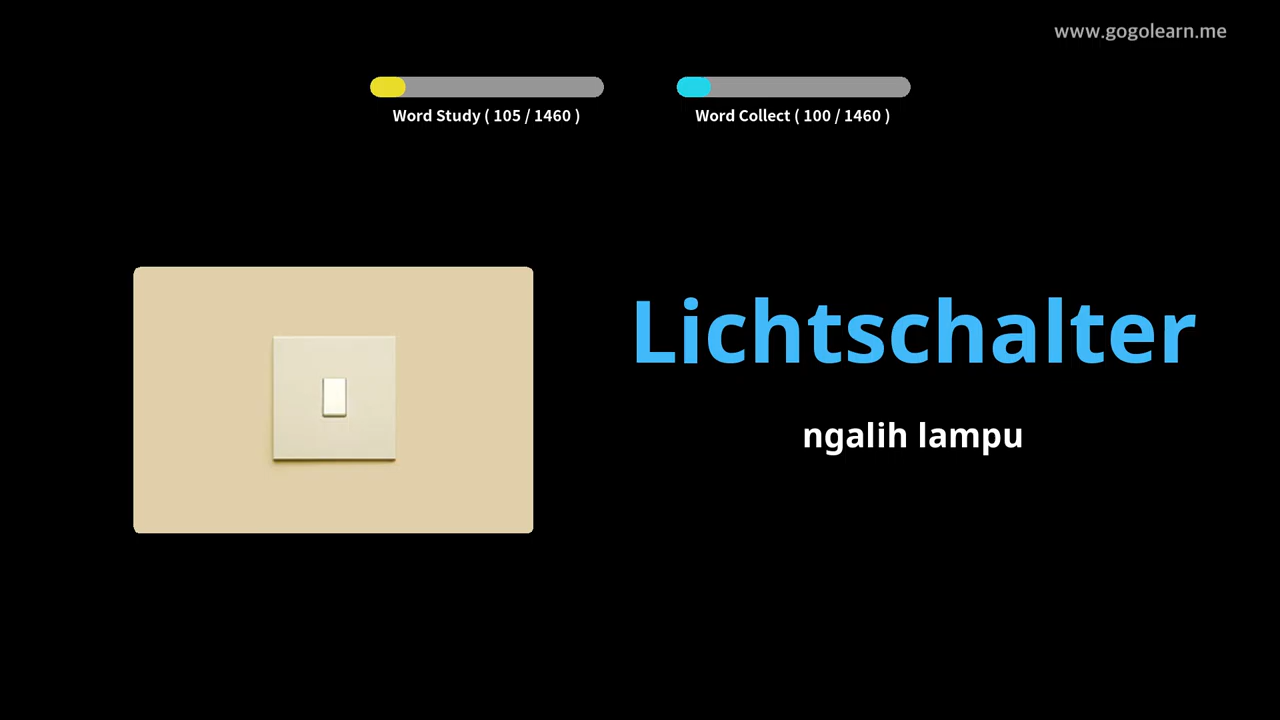 www.gogolearn.me
Word Study ( 105 / 1460 )
Word Collect ( 100 / 1460 )
Lichtschalter
ngalih lampu